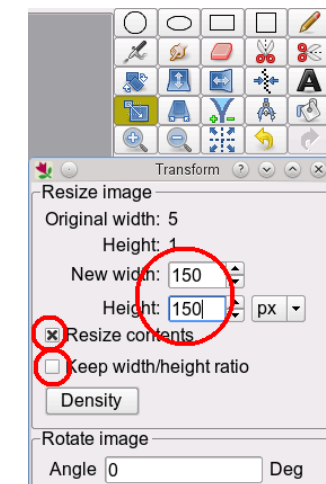 A
Transform
Resize image
Original width: 5
Height: 1
New width: 150
Height: 150 px
Resize contents
Keep width/height ratio
Density
Rotate image
Angle 0 Deg